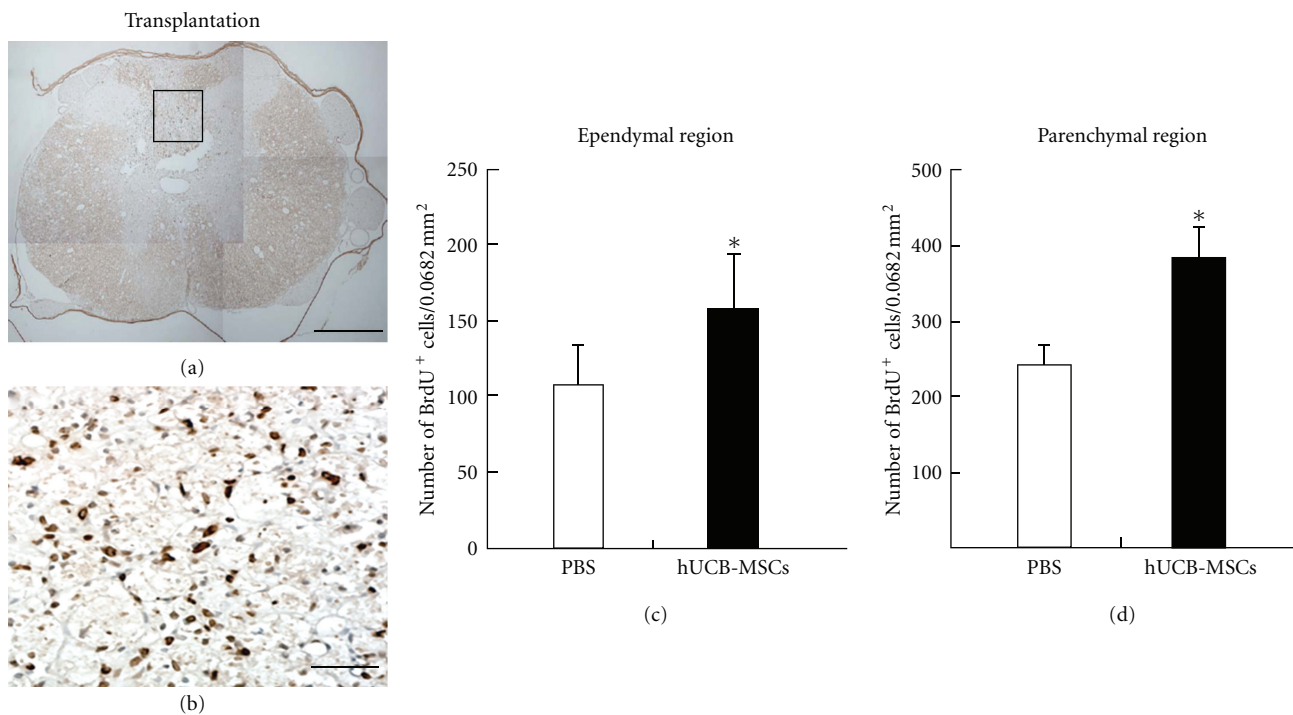 Transplantation
(a)
(b)
Ependymal region
Number of BrdU⁺ cells/0.0682 mm²
250
200
150
100
50
0
*
PBS
hUCB-MSCs
(c)
Parenchymal region
Number of BrdU⁺ cells/0.0682 mm²
500
400
300
200
100
*
PBS
hUCB-MSCs
(d)